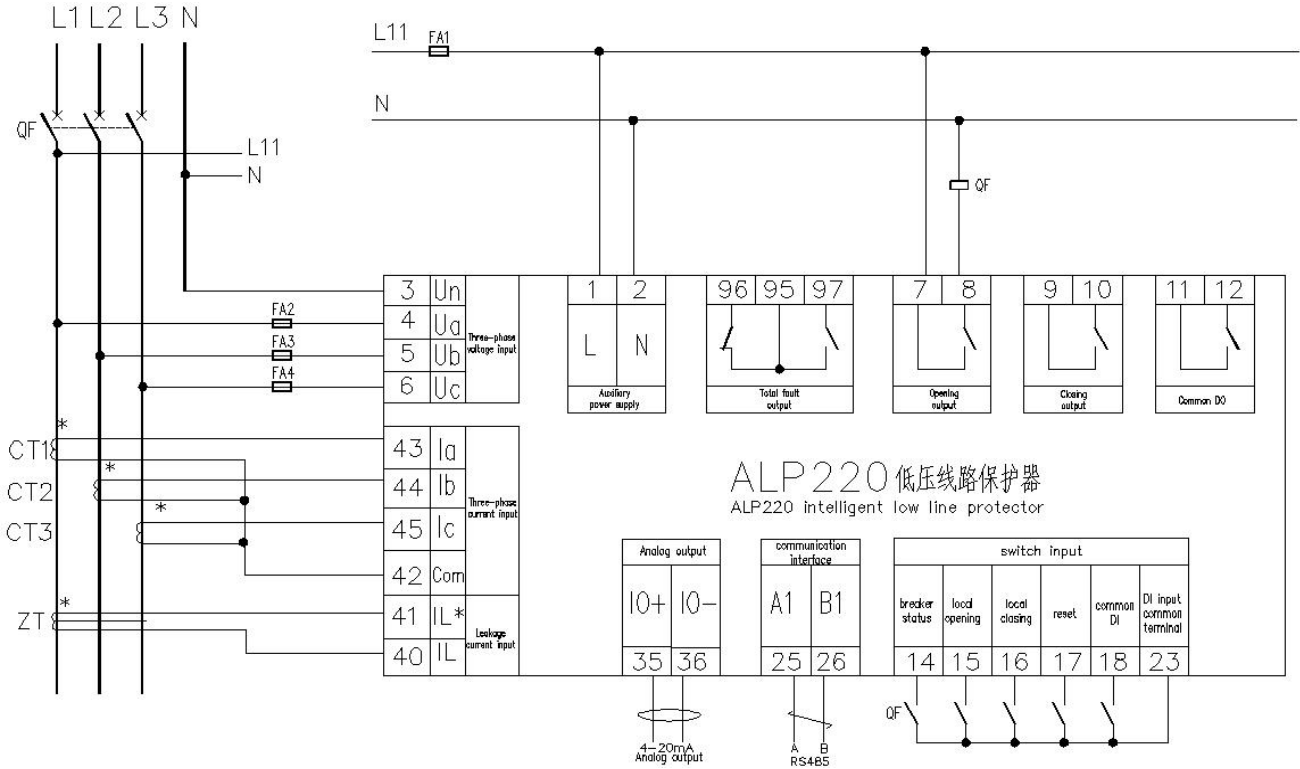 L1 L2 L3 N
L11 FA1
N
QF
L11
N
QF
3 Un
4 Ua
5 Ub
6 Uc
Three-phase
voltage input
FA2
FA3
FA4
1 2
L N
Auxiliary
power supply
96 95 97
Total fault
output
7 8
Opening
output
9 10
Closing
output
11 12
Common DO
CT1
CT2
CT3
ZT
*
*
*
*
43 Ia
44 Ib
45 Ic
42 Com
Three-phase
current input
41 IL*
40 IL
Leakage
current input
ALP220 低压线路保护器
ALP220 intelligent low line protector
Analog output
IO+ IO-
35 36
4-20mA
Analog output
communication
interface
A1 B1
25 26
A B
RS485
switch input
breaker
status
local
opening
local
closing
reset
common
DI
DI input
common
terminal
14 15 16 17 18 23
QF